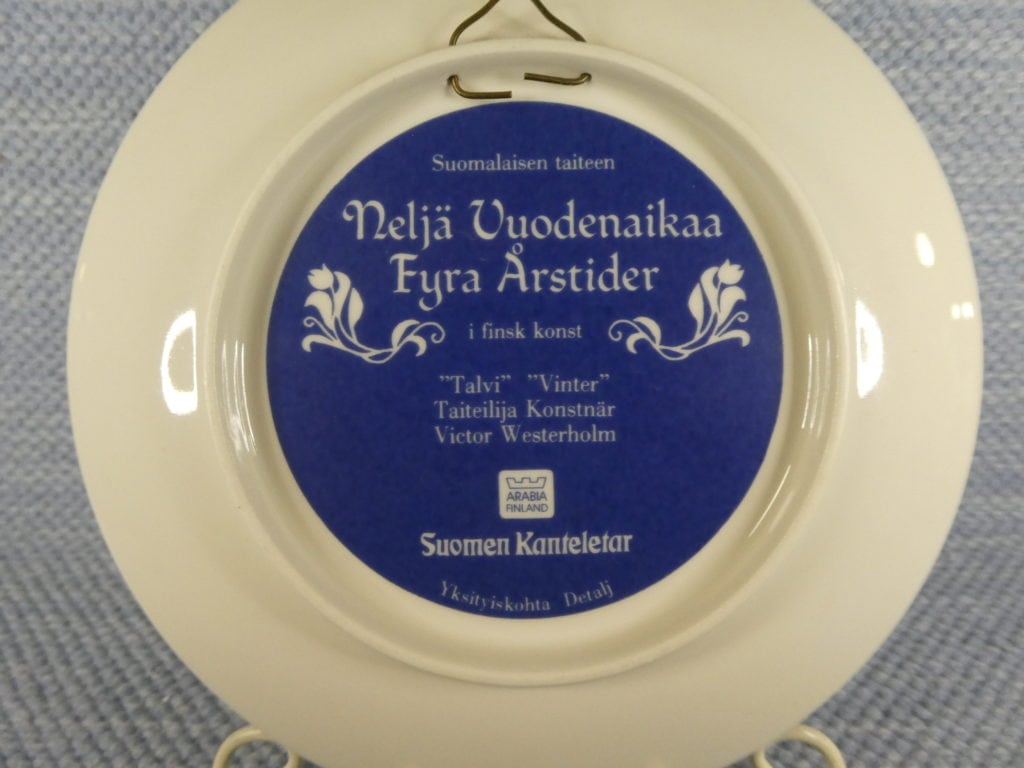 Suomalaisen taiteen
Neljä Vuodenaikaa
Fyra Årstider
i finsk konst
"Talvi" "Vinter"
Taiteilija Konstnär
Victor Westerholm
ARABIA
FINLAND
Suomen Kanteletar
Yksityiskohta Detalj